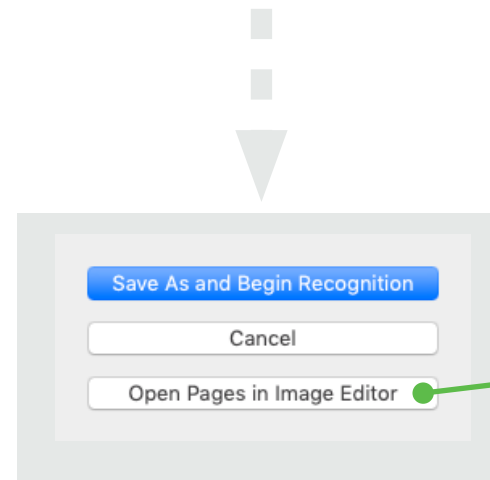 Save As and Begin Recognition
Cancel
Open Pages in Image Editor